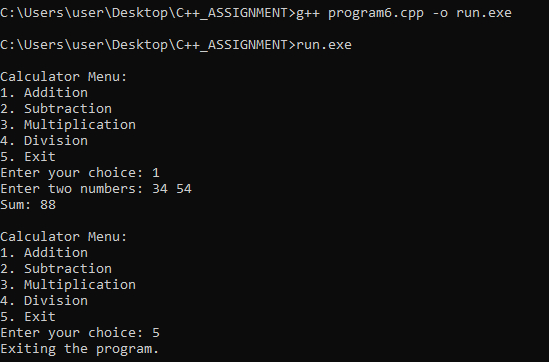 C:\Users\user\Desktop\C++_ASSIGNMENT>g++ program6.cpp -o run.exe
C:\Users\user\Desktop\C++_ASSIGNMENT>run.exe
Calculator Menu:
1. Addition
2. Subtraction
3. Multiplication
4. Division
5. Exit
Enter your choice: 1
Enter two numbers: 34 54
Sum: 88
Calculator Menu:
1. Addition
2. Subtraction
3. Multiplication
4. Division
5. Exit
Enter your choice: 5
Exiting the program.